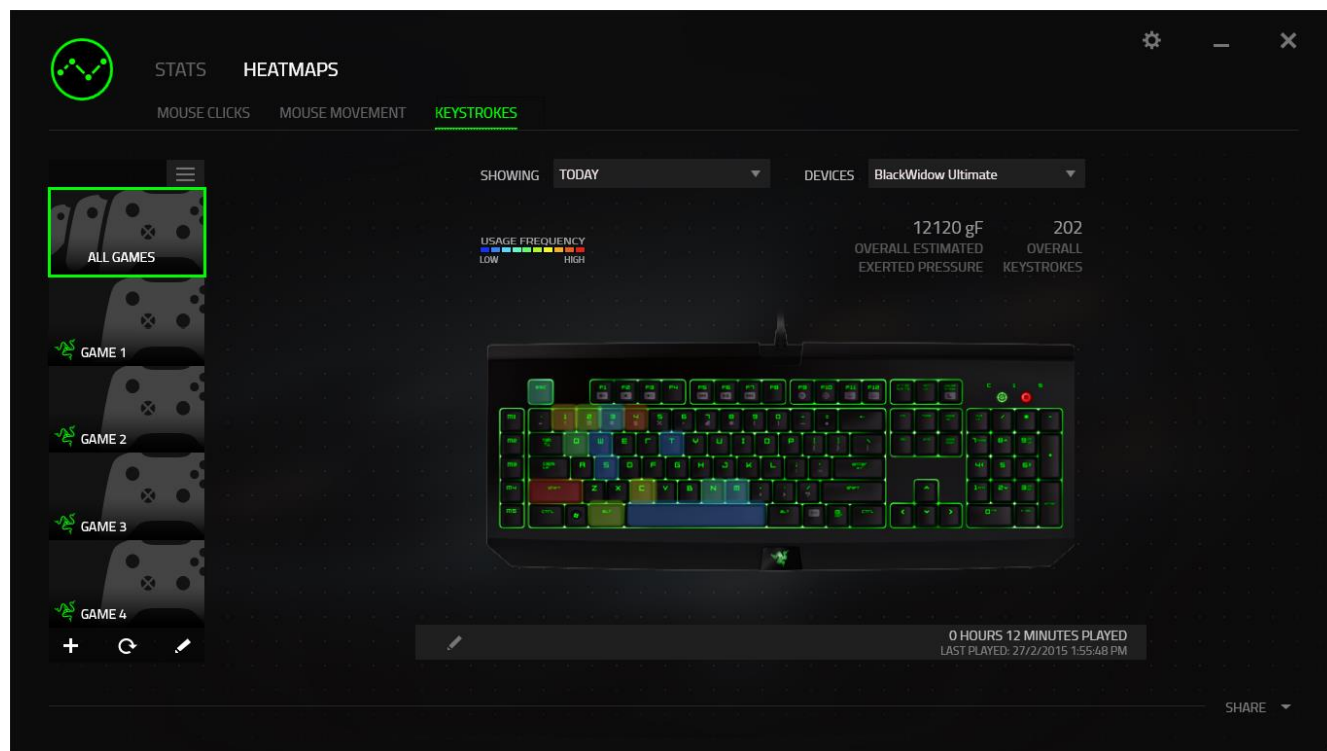 STATS HEATMAPS
MOUSE CLICKS MOUSE MOVEMENT KEYSTROKES
SHOWING TODAY DEVICES BlackWidow Ultimate
ALL GAMES
GAME 1
GAME 2
GAME 3
GAME 4
USAGE FREQUENCY
LOW HIGH
12120 gF 202
OVERALL ESTIMATED OVERALL
EXERTED PRESSURE KEYSTROKES
0 HOURS 12 MINUTES PLAYED
LAST PLAYED: 27/2/2015 1:55:48 PM
SHARE